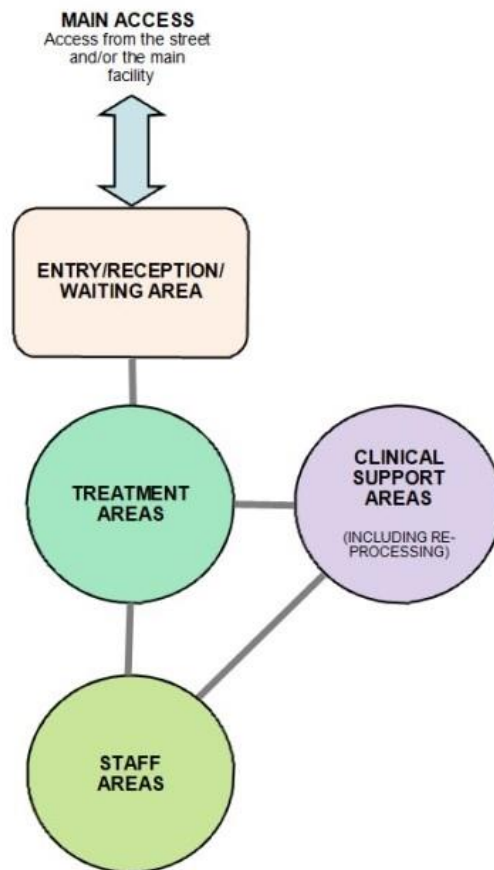 MAIN ACCESS
Access from the street
and/or the main
facility
ENTRY/RECEPTION/
WAITING AREA
TREATMENT
AREAS
CLINICAL
SUPPORT
AREAS
(INCLUDING RE-
PROCESSING)
STAFF
AREAS